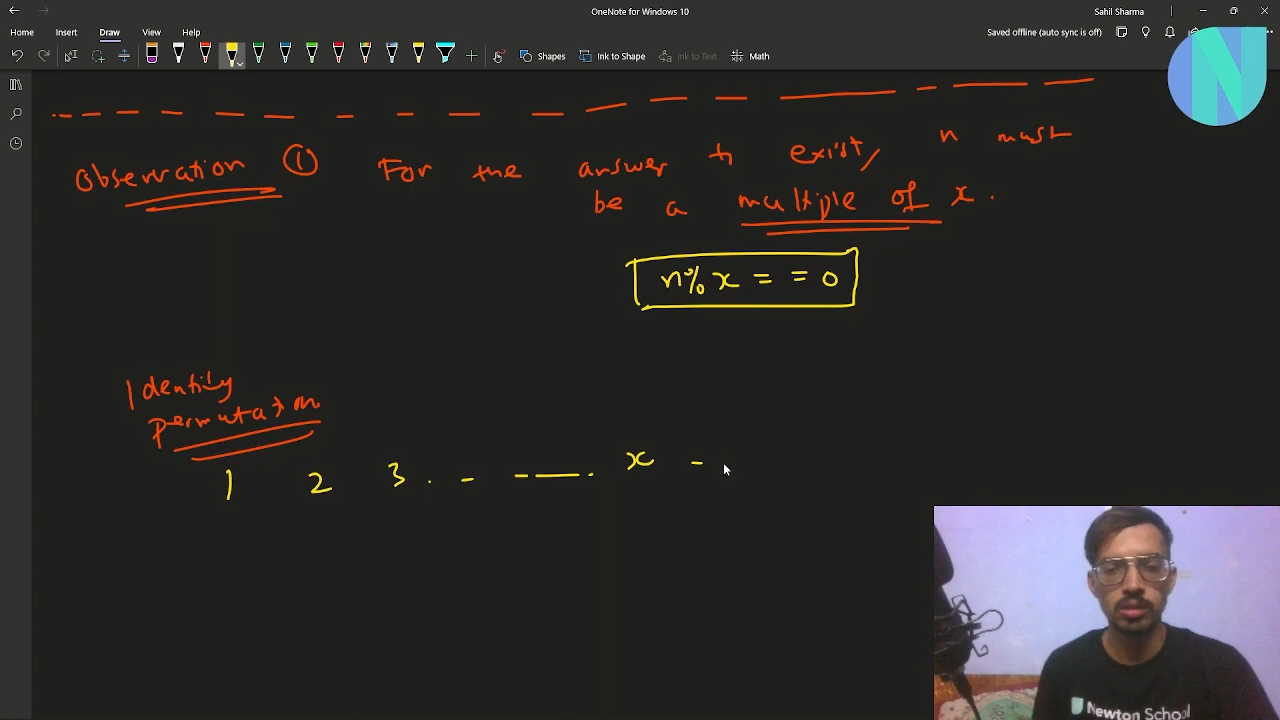 OneNote for Windows 10
Sahil Sharma
Home Insert Draw View Help
Saved offline (auto sync is off)
Shapes Ink to Shape Ink to Text Math
Observation ① For the answer to exist, n must
be a multiple of x.
n%x = = 0
Identity
permutation
1 2 3 . - - — . x -
Newton School